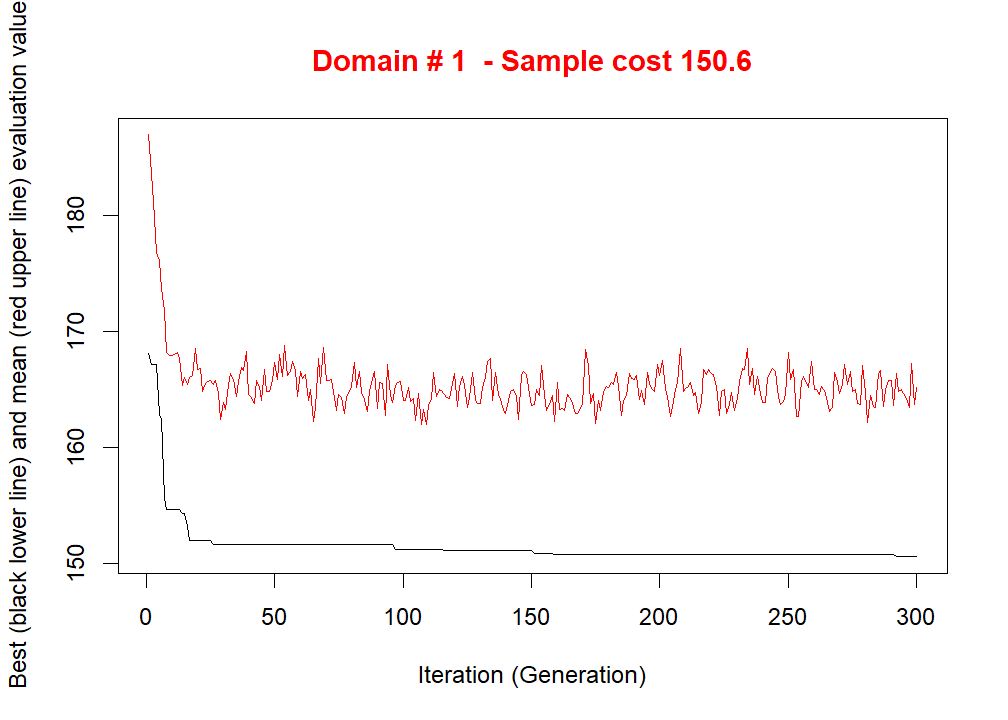 Domain # 1 - Sample cost 150.6
Best (black lower line) and mean (red upper line) evaluation value
180
170
160
150
0 50 100 150 200 250 300
Iteration (Generation)